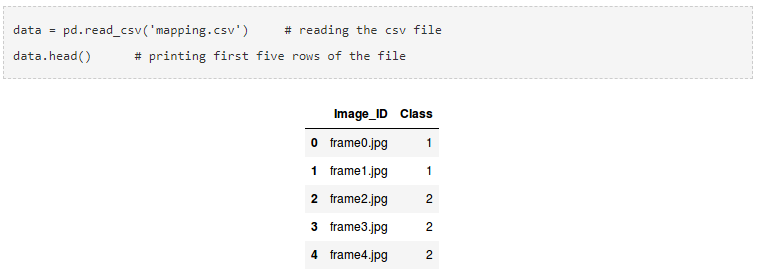 data = pd.read_csv('mapping.csv')     # reading the csv file
data.head()      # printing first five rows of the file
Image_ID Class
0 frame0.jpg 1
1 frame1.jpg 1
2 frame2.jpg 2
3 frame3.jpg 2
4 frame4.jpg 2